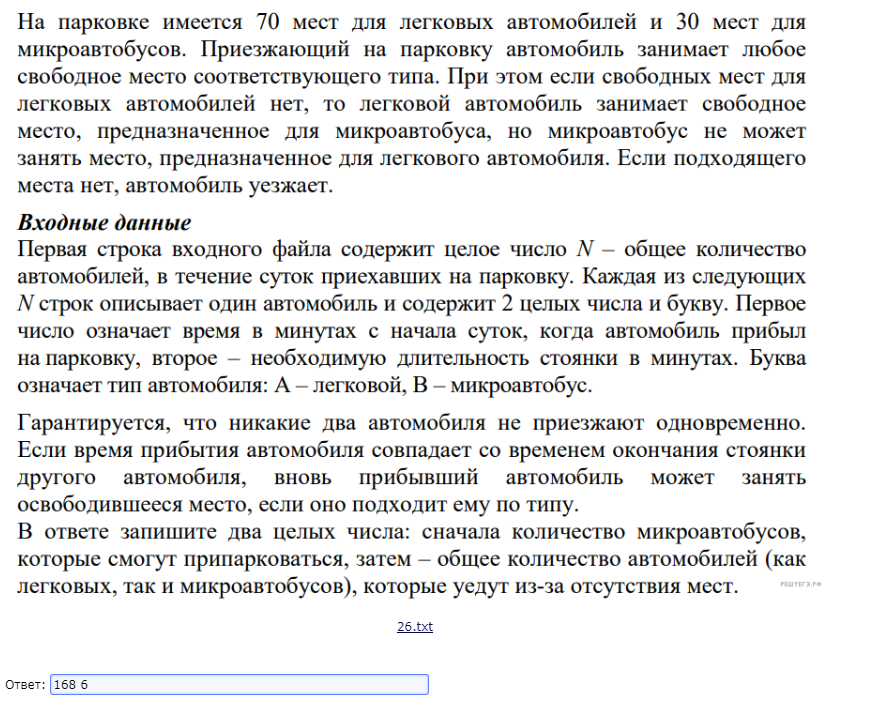 На парковке имеется 70 мест для легковых автомобилей и 30 мест для
микроавтобусов. Приезжающий на парковку автомобиль занимает любое
свободное место соответствующего типа. При этом если свободных мест для
легковых автомобилей нет, то легковой автомобиль занимает свободное
место, предназначенное для микроавтобуса, но микроавтобус не может
занять место, предназначенное для легкового автомобиля. Если подходящего
места нет, автомобиль уезжает.
Входные данные
Первая строка входного файла содержит целое число N – общее количество
автомобилей, в течение суток приехавших на парковку. Каждая из следующих
N строк описывает один автомобиль и содержит 2 целых числа и букву. Первое
число означает время в минутах с начала суток, когда автомобиль прибыл
на парковку, второе – необходимую длительность стоянки в минутах. Буква
означает тип автомобиля: А – легковой, В – микроавтобус.
Гарантируется, что никакие два автомобиля не приезжают одновременно.
Если время прибытия автомобиля совпадает со временем окончания стоянки
другого автомобиля, вновь прибывший автомобиль может занять
освободившееся место, если оно подходит ему по типу.
В ответе запишите два целых числа: сначала количество микроавтобусов,
которые смогут припарковаться, затем – общее количество автомобилей (как
легковых, так и микроавтобусов), которые уедут из-за отсутствия мест.
РЕШУЕГЭ.РФ
26.txt
Ответ: 168 6